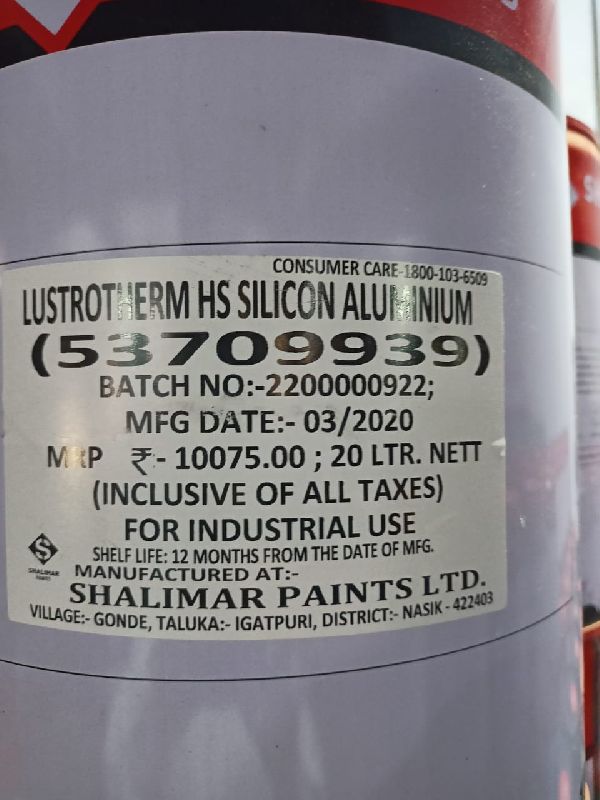 CONSUMER CARE-1800-103-6509
LUSTROTHERM HS SILICON ALUMINIUM
(53709939)
BATCH NO:-2200000922;
MFG DATE:- 03/2020
MRP ₹:- 10075.00 ; 20 LTR. NETT
(INCLUSIVE OF ALL TAXES)
FOR INDUSTRIAL USE
SHELF LIFE: 12 MONTHS FROM THE DATE OF MFG.
S
SHALIMAR
PAINTS
MANUFACTURED AT:-
SHALIMAR PAINTS LTD.
VILLAGE:- GONDE, TALUKA:- IGATPURI, DISTRICT:- NASIK - 422403